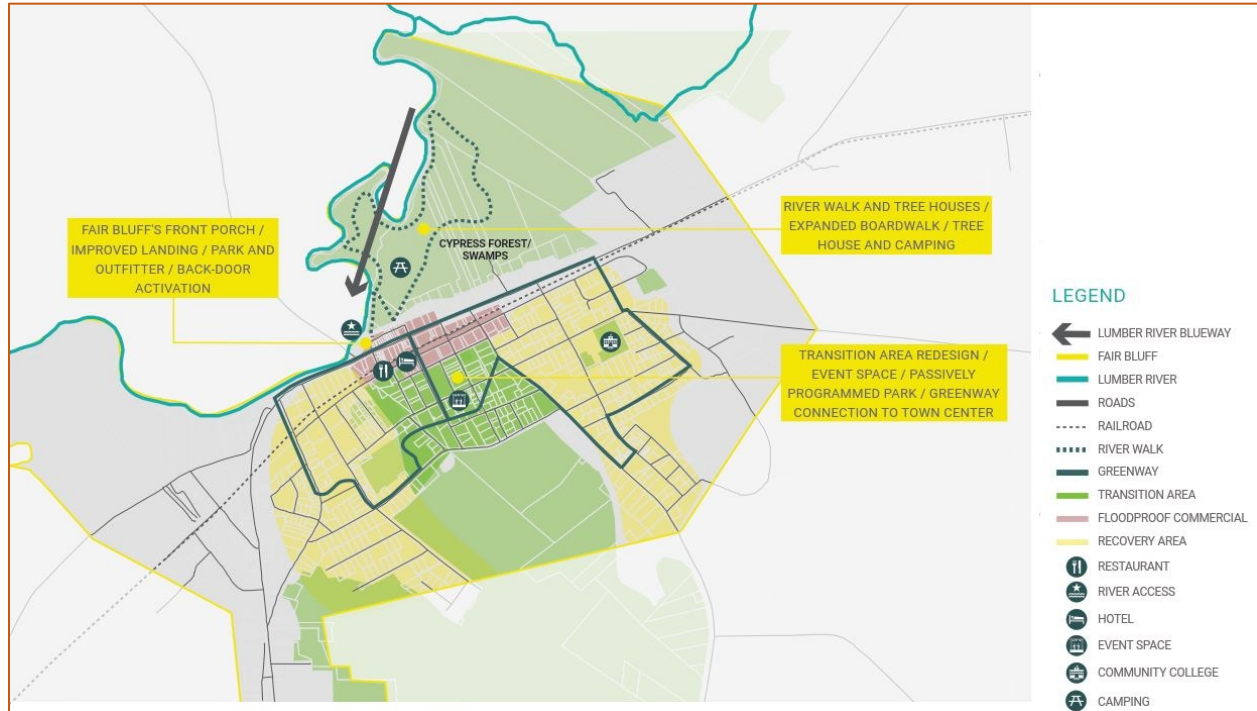 FAIR BLUFF'S FRONT PORCH /
IMPROVED LANDING / PARK AND
OUTFITTER / BACK-DOOR
ACTIVATION
RIVER WALK AND TREE HOUSES /
EXPANDED BOARDWALK / TREE
HOUSE AND CAMPING
CYPRESS FOREST/
SWAMPS
TRANSITION AREA REDESIGN /
EVENT SPACE / PASSIVELY
PROGRAMMED PARK / GREENWAY
CONNECTION TO TOWN CENTER
LEGEND
LUMBER RIVER BLUEWAY
FAIR BLUFF
LUMBER RIVER
ROADS
RAILROAD
RIVER WALK
GREENWAY
TRANSITION AREA
FLOODPROOF COMMERCIAL
RECOVERY AREA
RESTAURANT
RIVER ACCESS
HOTEL
EVENT SPACE
COMMUNITY COLLEGE
CAMPING